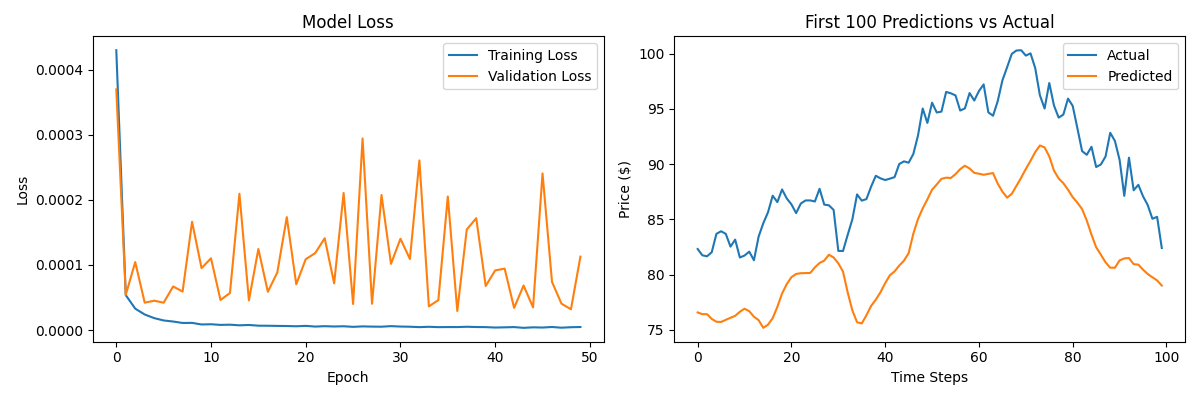 Model Loss
Loss
0.0004
0.0003
0.0002
0.0001
0.0000
Training Loss
Validation Loss
0 10 20 30 40 50
Epoch
First 100 Predictions vs Actual
Price ($)
100
95
90
85
80
75
Actual
Predicted
0 20 40 60 80 100
Time Steps